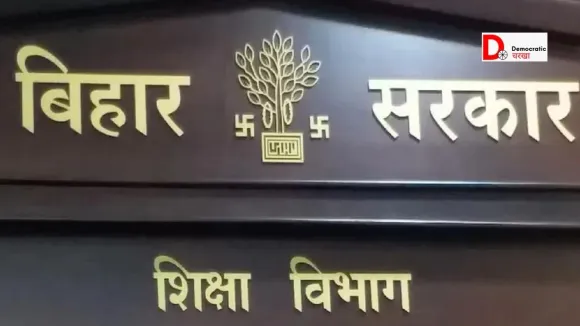 बिहार सरकार
शिक्षा विभाग
D Democratic
चरखा